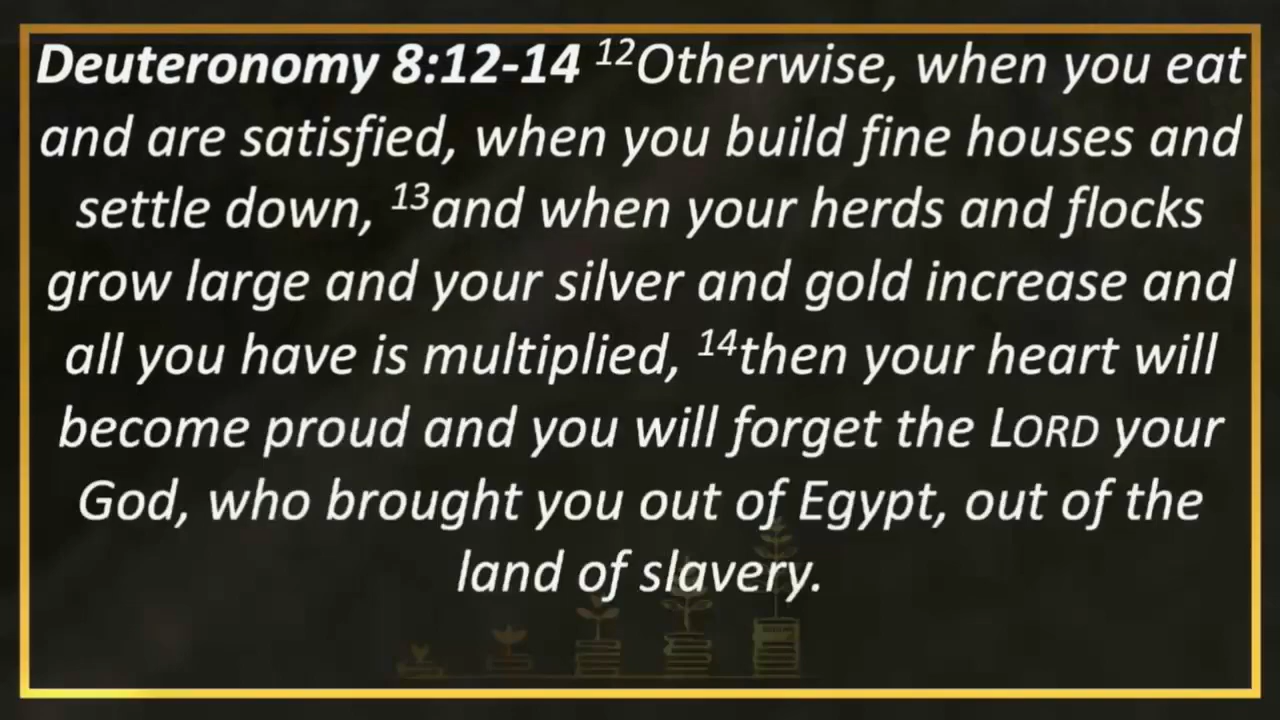 Deuteronomy 8:12-14 ¹²Otherwise, when you eat
and are satisfied, when you build fine houses and
settle down, ¹³and when your herds and flocks
grow large and your silver and gold increase and
all you have is multiplied, ¹⁴then your heart will
become proud and you will forget the LORD your
God, who brought you out of Egypt, out of the
land of slavery.